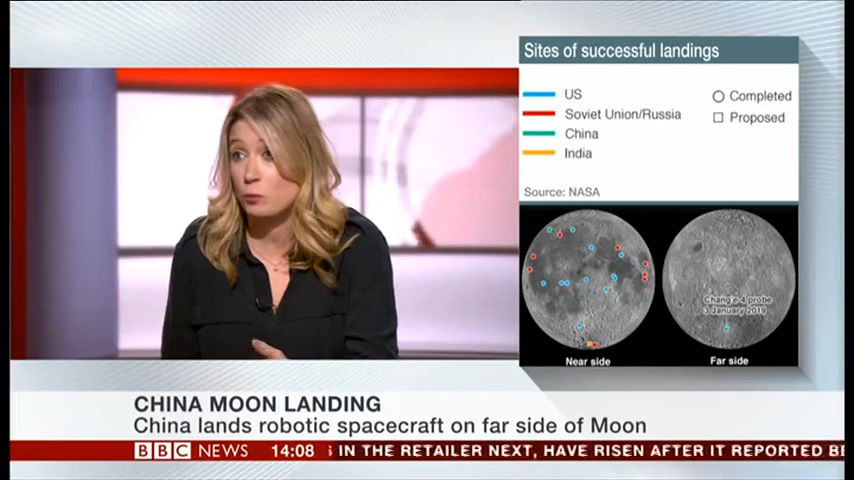 Sites of successful landings
US
Soviet Union/Russia
China
India
Completed
Proposed
Source: NASA
Chang'e-4 probe
3 January 2019
Near side
Far side
CHINA MOON LANDING
China lands robotic spacecraft on far side of Moon
BBC NEWS 14:08 S IN THE RETAILER NEXT, HAVE RISEN AFTER IT REPORTED BE